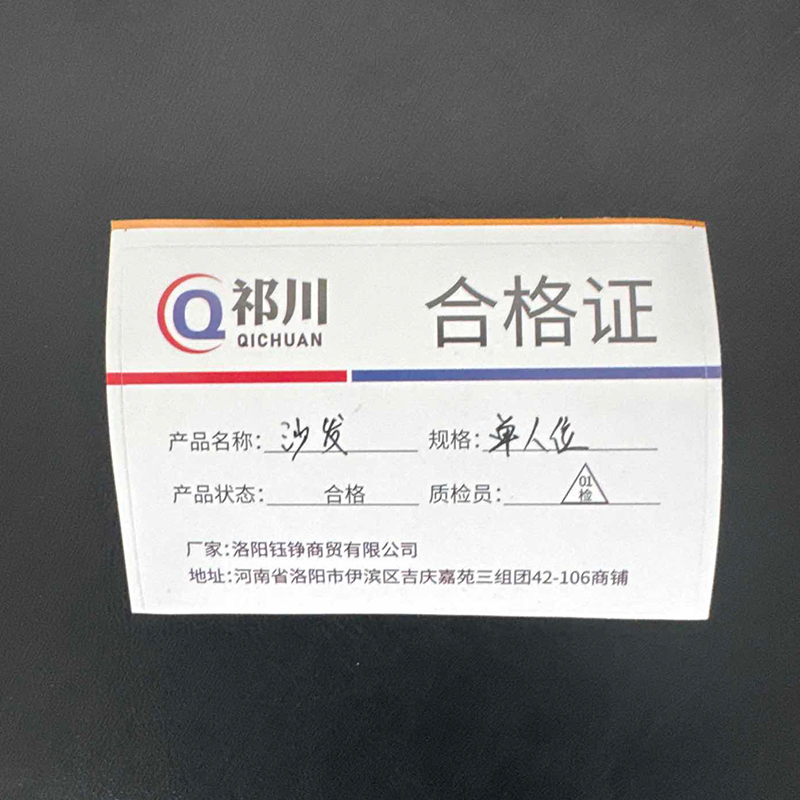 祁川
QICHUAN
合格证
产品名称：沙发 规格：单人位
产品状态：合格 质检员：01检
厂家：洛阳钰铮商贸有限公司
地址：河南省洛阳市伊滨区吉庆嘉苑三组团42-106商铺